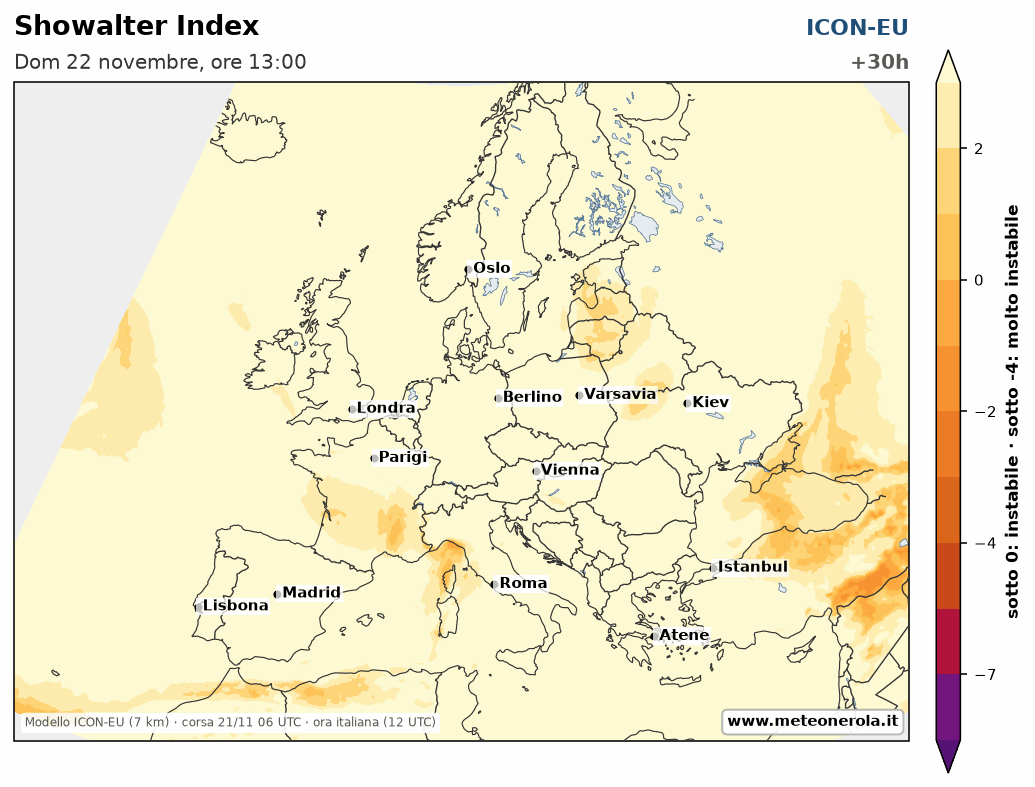 Showalter Index
ICON-EU
Dom 22 novembre, ore 13:00
+30h
Oslo
Berlino
Varsavia
Kiev
Londra
Parigi
Vienna
Istanbul
Roma
Madrid
Lisbona
Atene
2
0
−2
−4
−7
sotto 0: instabile · sotto -4: molto instabile
Modello ICON-EU (7 km) · corsa 21/11 06 UTC · ora italiana (12 UTC)
www.meteonerola.it